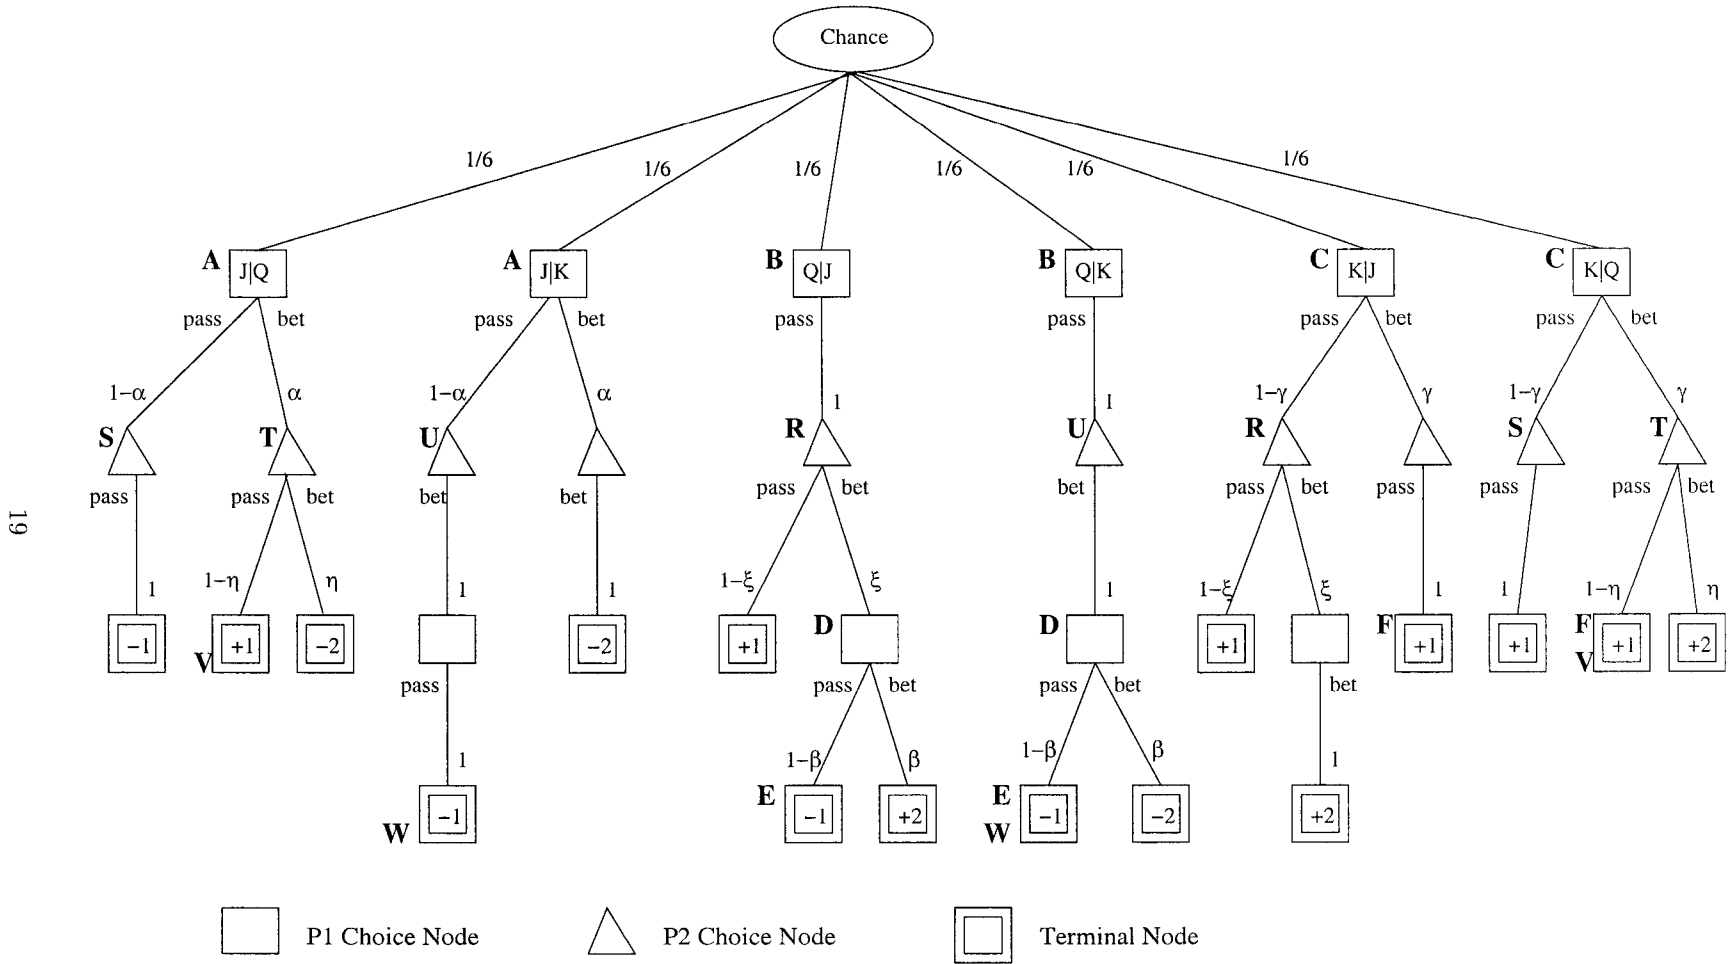 Chance
1/6 1/6 1/6 1/6 1/6 1/6
A J|Q A J|K B Q|J B Q|K C K|J C K|Q
pass bet pass bet pass pass pass bet pass bet
1−α α 1−α α 1 1 1−γ γ 1−γ γ
S T U R U R S T
pass pass bet bet bet pass bet bet pass bet pass pass pass bet
1 1−η η 1 1 1−ξ ξ 1 1−ξ ξ 1 1 1−η η
−1 V +1 −2 −2 +1 D D +1 F +1 +1 F V +1 +2
pass pass bet pass bet bet
1 1−β β 1−β β 1
W −1 E −1 +2 E W −1 −2 +2
P1 Choice Node P2 Choice Node Terminal Node
19